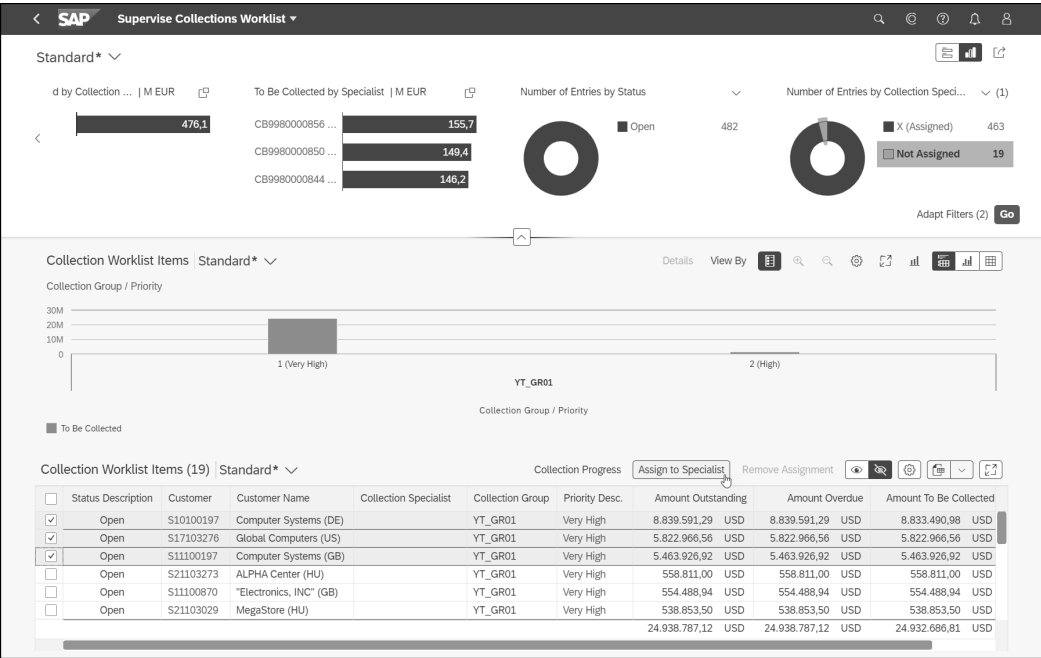 SAP Supervise Collections Worklist
Standard*
d by Collection ... | M EUR
476,1
To Be Collected by Specialist | M EUR
CB9980000856 ... 155,7
CB9980000850 ... 149,4
CB9980000844 ... 146,2
Number of Entries by Status
Open 482
Number of Entries by Collection Speci... (1)
X (Assigned) 463
Not Assigned 19
Adapt Filters (2) Go
Collection Worklist Items Standard* Details View By
Collection Group / Priority
30M
20M
10M
0
1 (Very High) 2 (High)
YT_GR01
Collection Group / Priority
To Be Collected
Collection Worklist Items (19) Standard* Collection Progress Assign to Specialist Remove Assignment
Status Description Customer Customer Name Collection Specialist Collection Group Priority Desc. Amount Outstanding Amount Overdue Amount To Be Collected
Open S10100197 Computer Systems (DE) YT_GR01 Very High 8.839.591,29 USD 8.839.591,29 USD 8.833.490,98 USD
Open S17103276 Global Computers (US) YT_GR01 Very High 5.822.966,56 USD 5.822.966,56 USD 5.822.966,56 USD
Open S11100197 Computer Systems (GB) YT_GR01 Very High 5.463.926,92 USD 5.463.926,92 USD 5.463.926,92 USD
Open S21103273 ALPHA Center (HU) YT_GR01 Very High 558.811,00 USD 558.811,00 USD 558.811,00 USD
Open S11100870 "Electronics, INC" (GB) YT_GR01 Very High 554.488,94 USD 554.488,94 USD 554.488,94 USD
Open S21103029 MegaStore (HU) YT_GR01 Very High 538.853,50 USD 538.853,50 USD 538.853,50 USD
24.938.787,12 USD 24.938.787,12 USD 24.932.686,81 USD